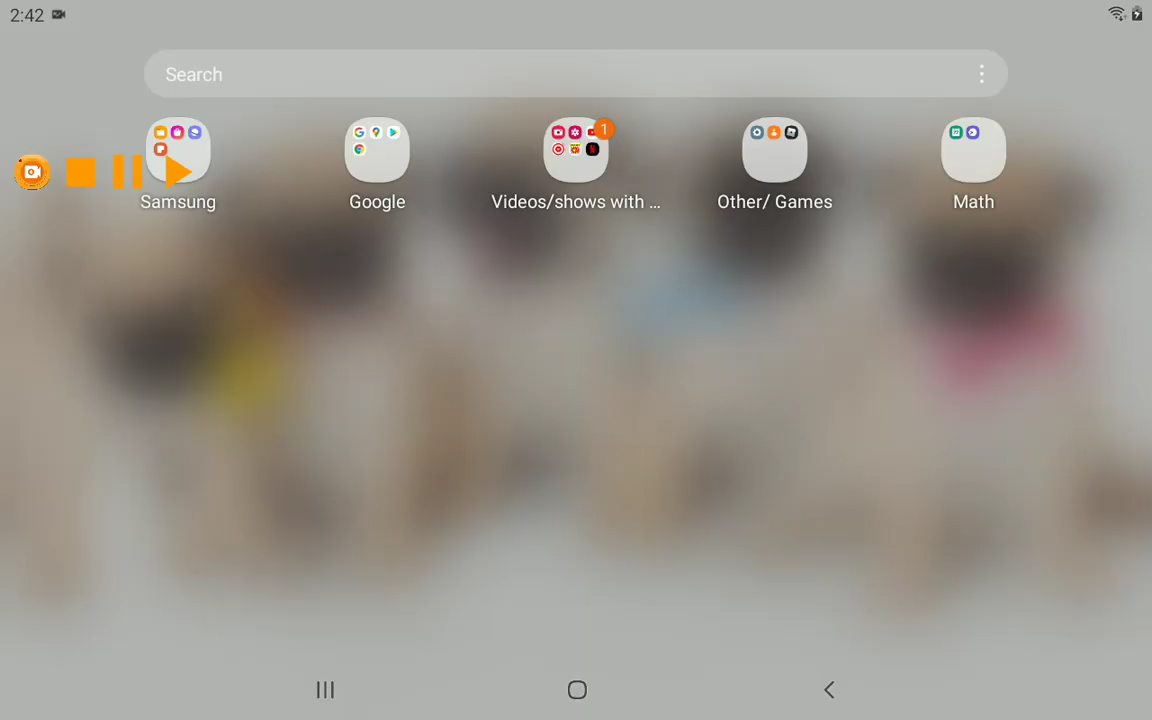 2:42
Search
1
Samsung
Google
Videos/shows with ...
Other/ Games
Math